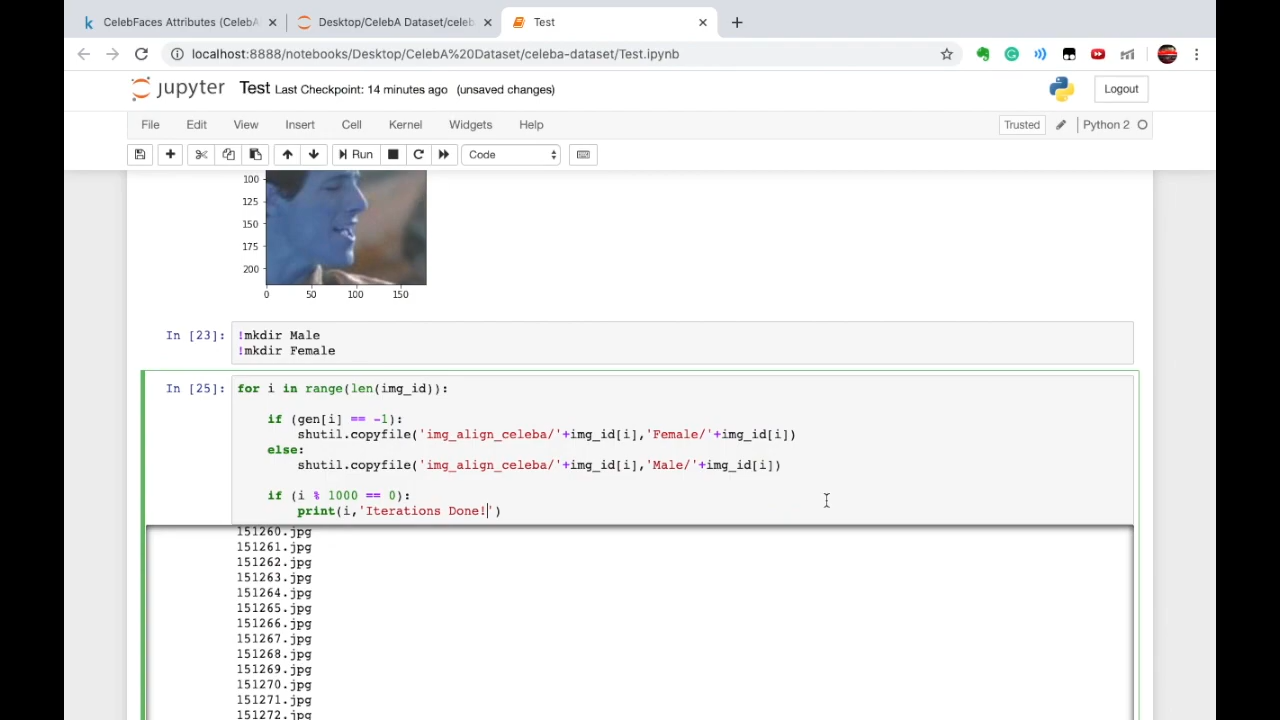 CelebFaces Attributes (CelebA
Desktop/CelebA Dataset/celeb
Test
localhost:8888/notebooks/Desktop/CelebA%20Dataset/celeba-dataset/Test.ipynb
jupyter Test Last Checkpoint: 14 minutes ago (unsaved changes)
Logout
File Edit View Insert Cell Kernel Widgets Help
Trusted Python 2
Run Code
100
125
150
175
200
0 50 100 150
In [23]: !mkdir Male
!mkdir Female
In [25]: for i in range(len(img_id)):
if (gen[i] == -1):
shutil.copyfile('img_align_celeba/'+img_id[i],'Female/'+img_id[i])
else:
shutil.copyfile('img_align_celeba/'+img_id[i],'Male/'+img_id[i])
if (i % 1000 == 0):
print(i,'Iterations Done!')
151260.jpg
151261.jpg
151262.jpg
151263.jpg
151264.jpg
151265.jpg
151266.jpg
151267.jpg
151268.jpg
151269.jpg
151270.jpg
151271.jpg
151272.jpg